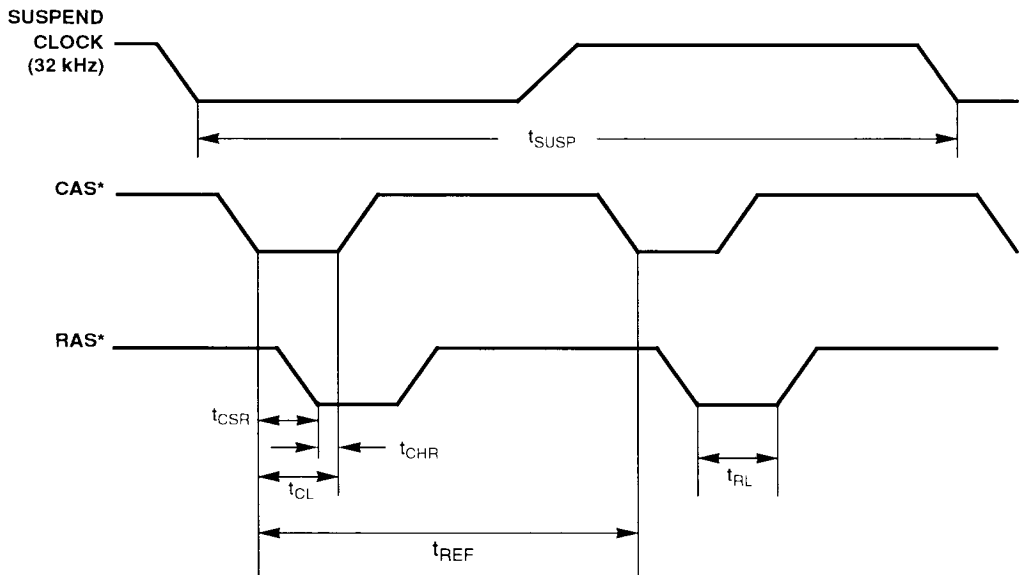 SUSPEND
CLOCK
(32 kHz)
tSUSP
CAS*
RAS*
tCSR
tCHR
tCL
tRL
tREF